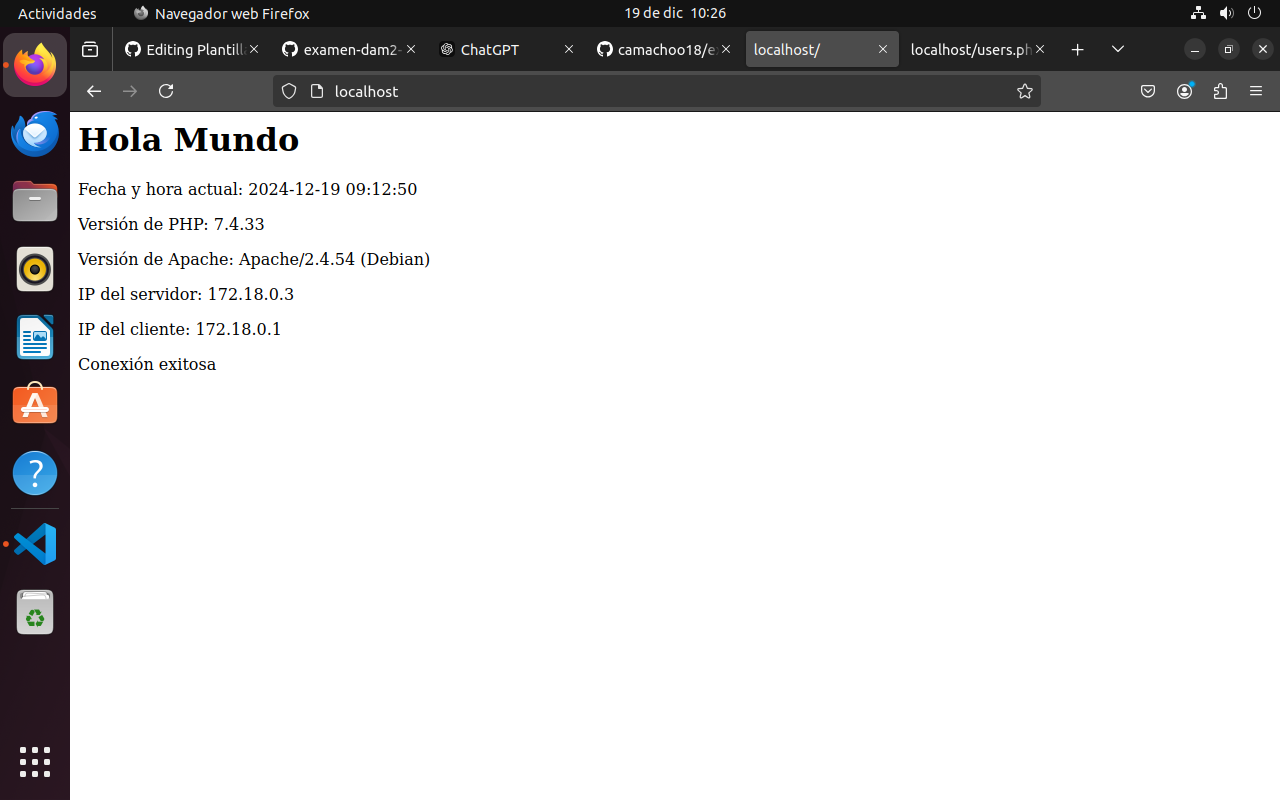 Actividades
Navegador web Firefox
19 de dic 10:26
Editing Plantill
examen-dam2-
ChatGPT
camachoo18/e
localhost/
localhost/users.ph
localhost
Hola Mundo
Fecha y hora actual: 2024-12-19 09:12:50
Versión de PHP: 7.4.33
Versión de Apache: Apache/2.4.54 (Debian)
IP del servidor: 172.18.0.3
IP del cliente: 172.18.0.1
Conexión exitosa